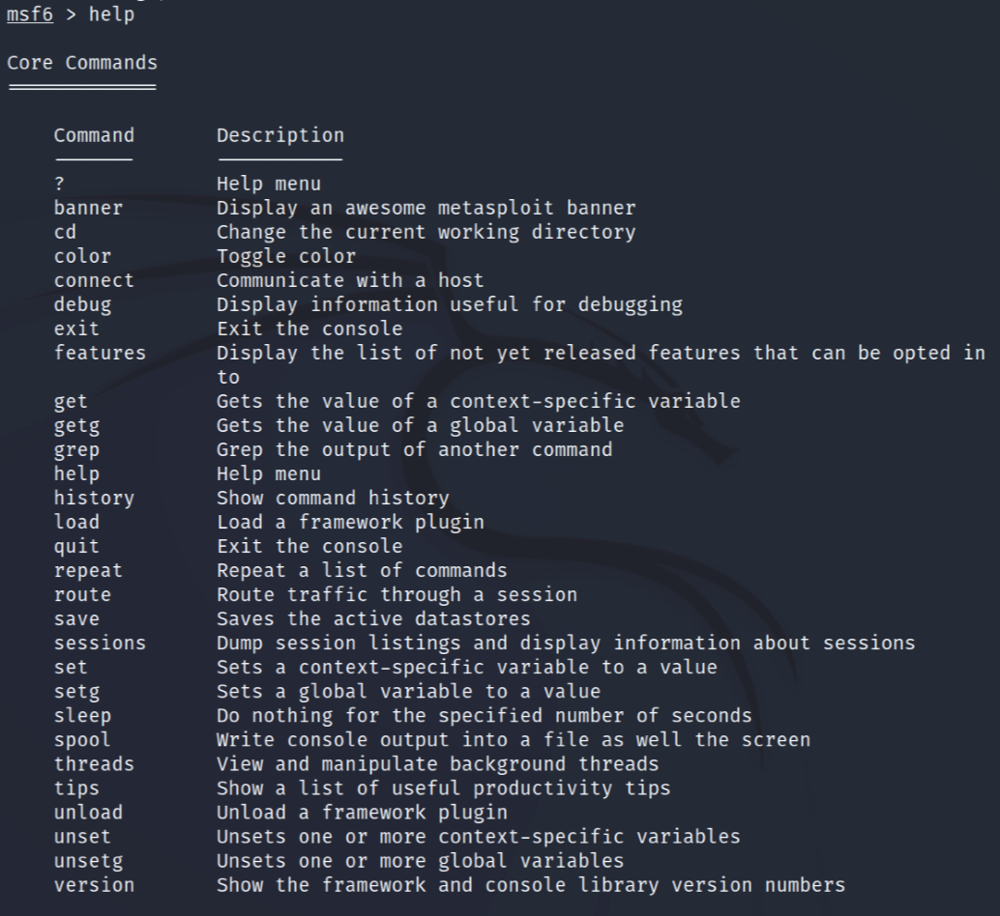 msf6 > help
Core Commands
Command Description
? Help menu
banner Display an awesome metasploit banner
cd Change the current working directory
color Toggle color
connect Communicate with a host
debug Display information useful for debugging
exit Exit the console
features Display the list of not yet released features that can be opted in
to
get Gets the value of a context-specific variable
getg Gets the value of a global variable
grep Grep the output of another command
help Help menu
history Show command history
load Load a framework plugin
quit Exit the console
repeat Repeat a list of commands
route Route traffic through a session
save Saves the active datastores
sessions Dump session listings and display information about sessions
set Sets a context-specific variable to a value
setg Sets a global variable to a value
sleep Do nothing for the specified number of seconds
spool Write console output into a file as well the screen
threads View and manipulate background threads
tips Show a list of useful productivity tips
unload Unload a framework plugin
unset Unsets one or more context-specific variables
unsetg Unsets one or more global variables
version Show the framework and console library version numbers